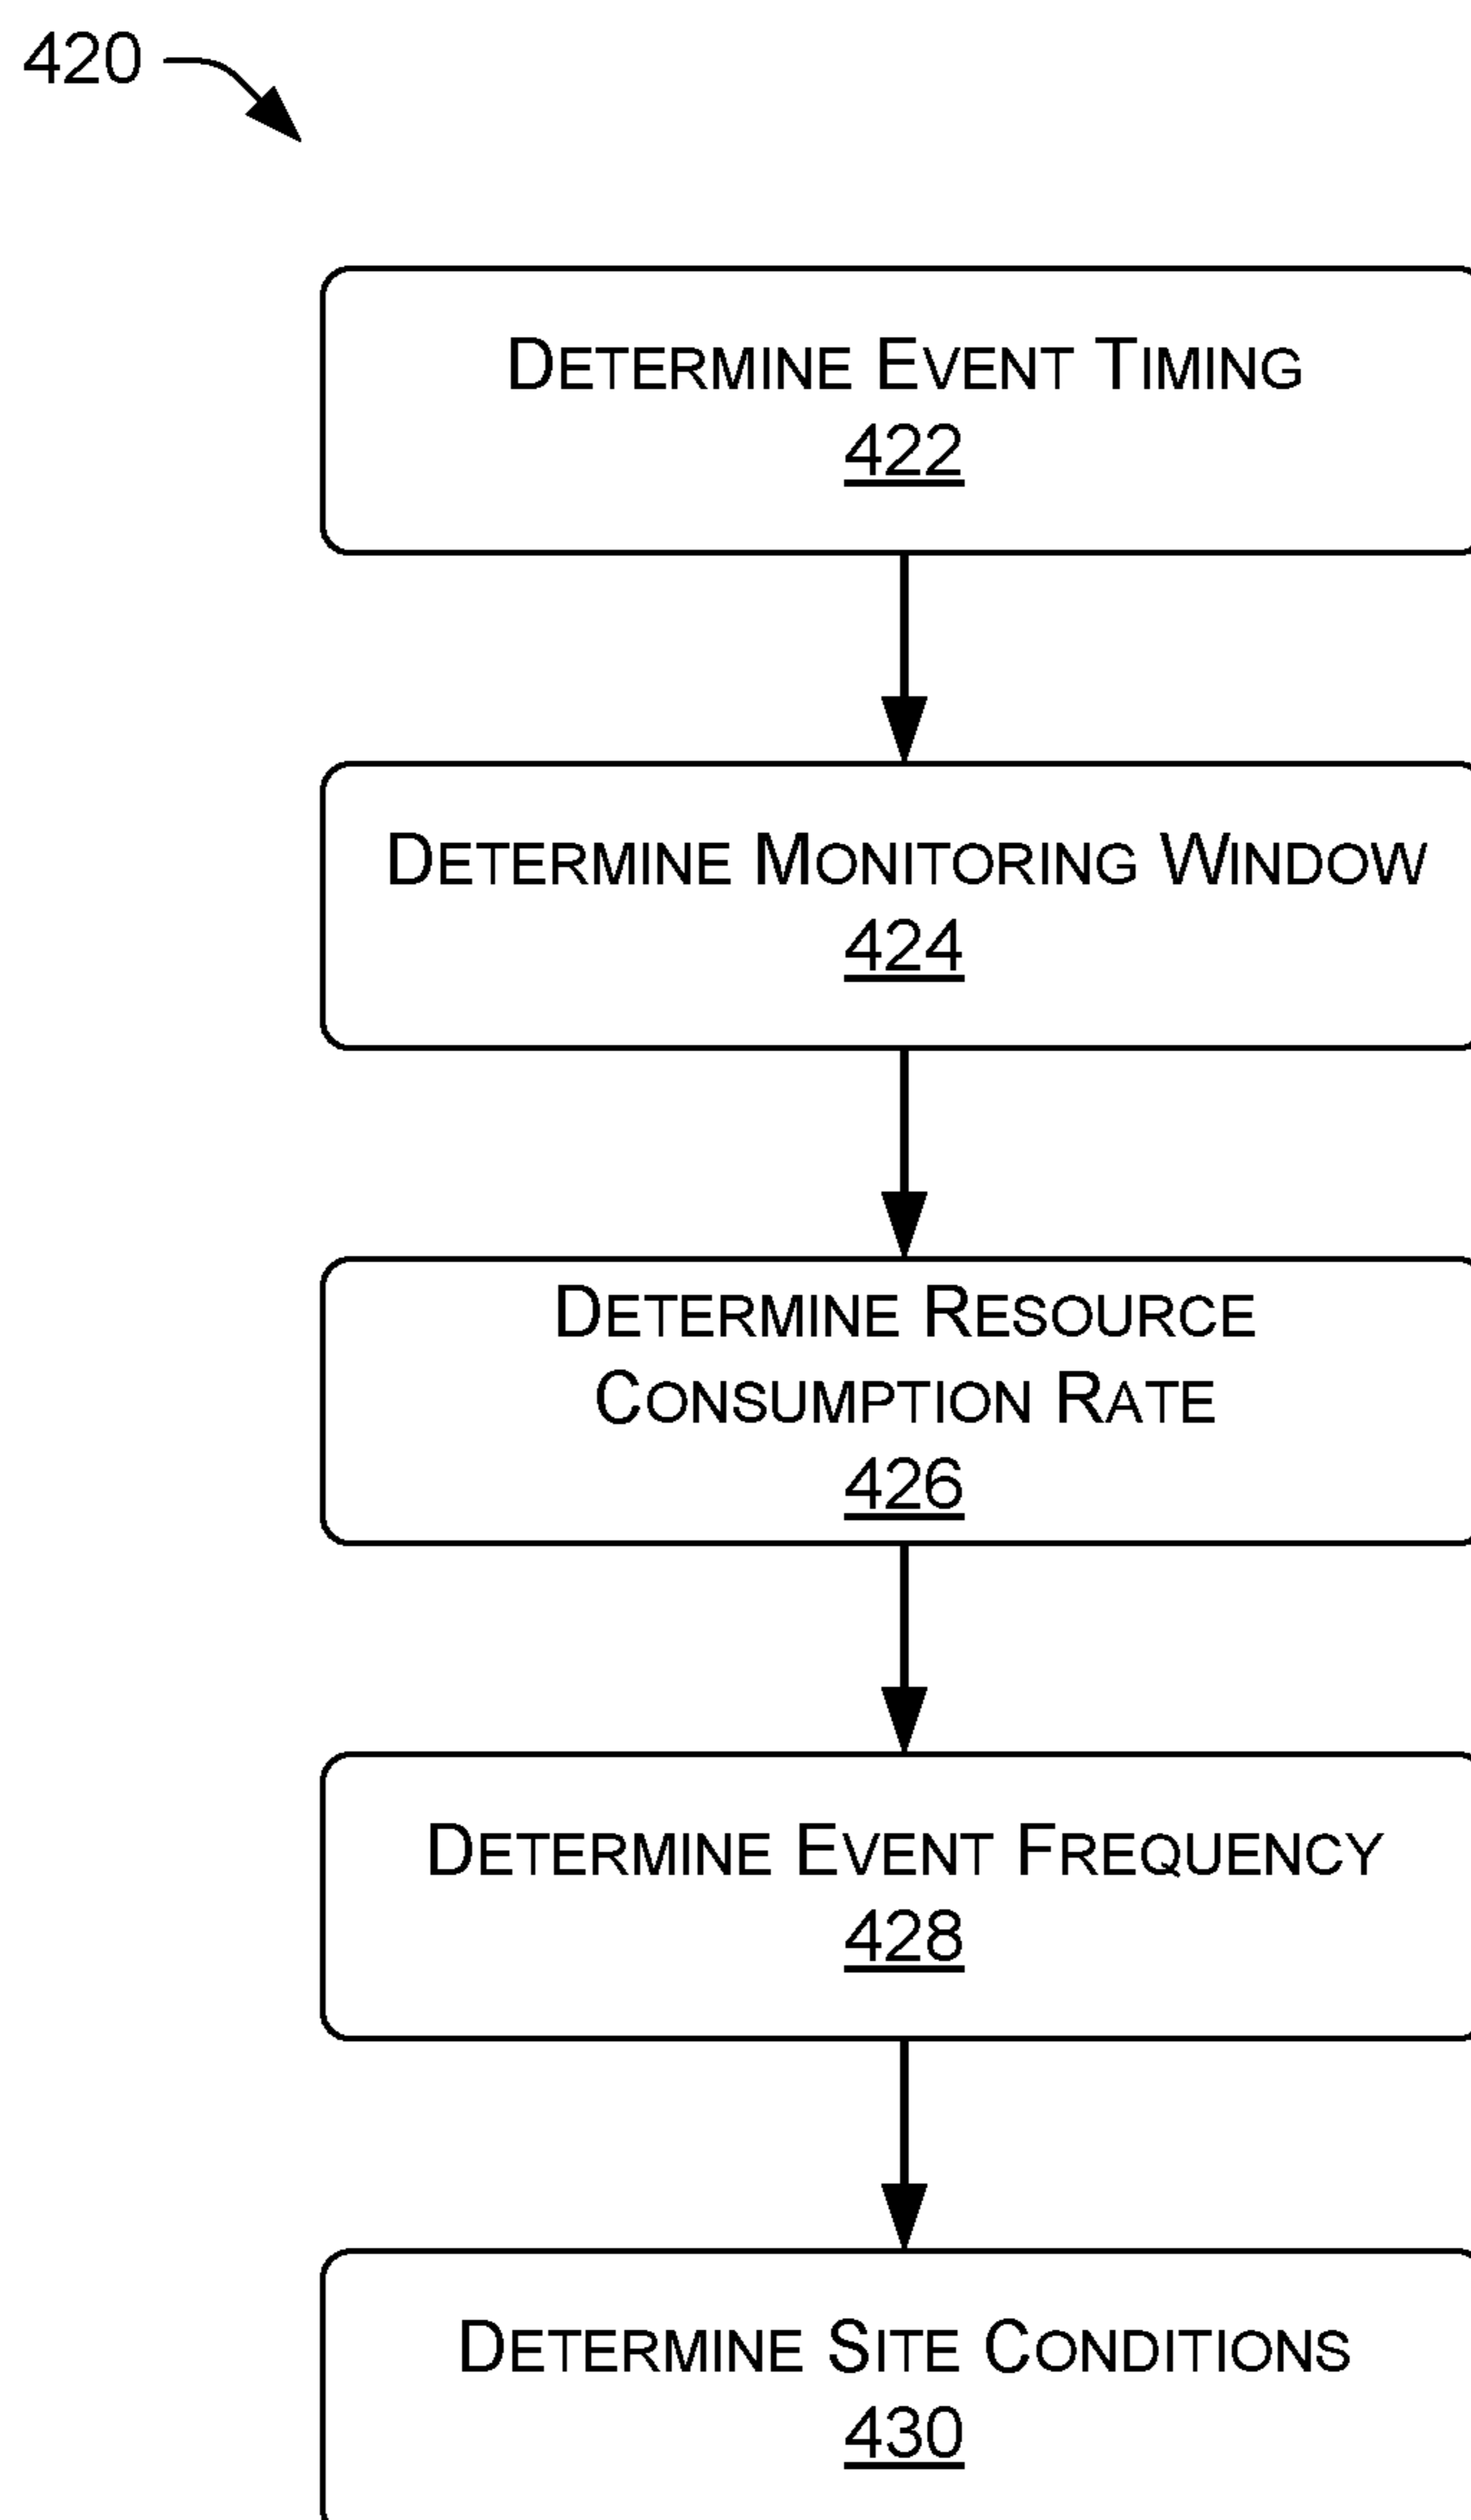 420
DETERMINE EVENT TIMING
422
DETERMINE MONITORING WINDOW
424
DETERMINE RESOURCE
CONSUMPTION RATE
426
DETERMINE EVENT FREQUENCY
428
DETERMINE SITE CONDITIONS
430